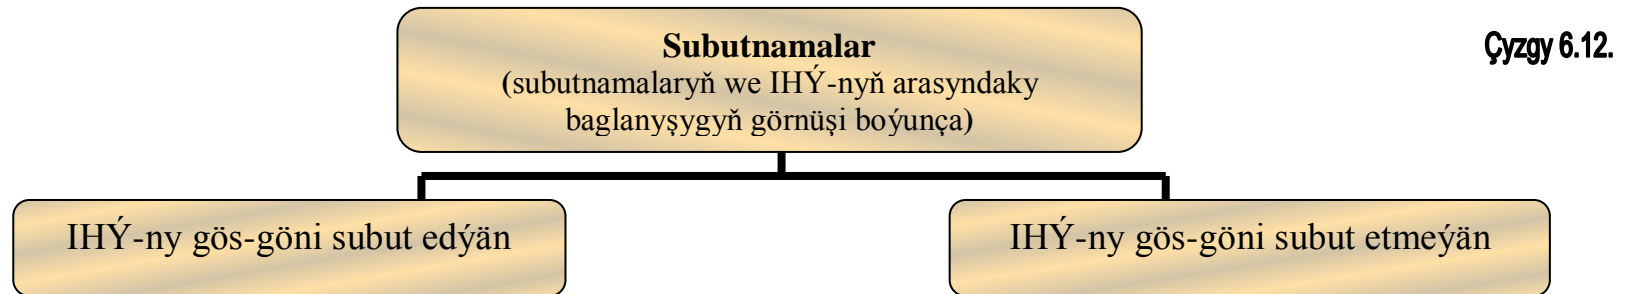 Subutnamalar
(subutnamalaryň we IHÝ-nyň arasyndaky
baglanyşygyň görnüşi boýunça)
Çyzgy 6.12.
IHÝ-ny gös-göni subut edýän
IHÝ-ny gös-göni subut etmeýän